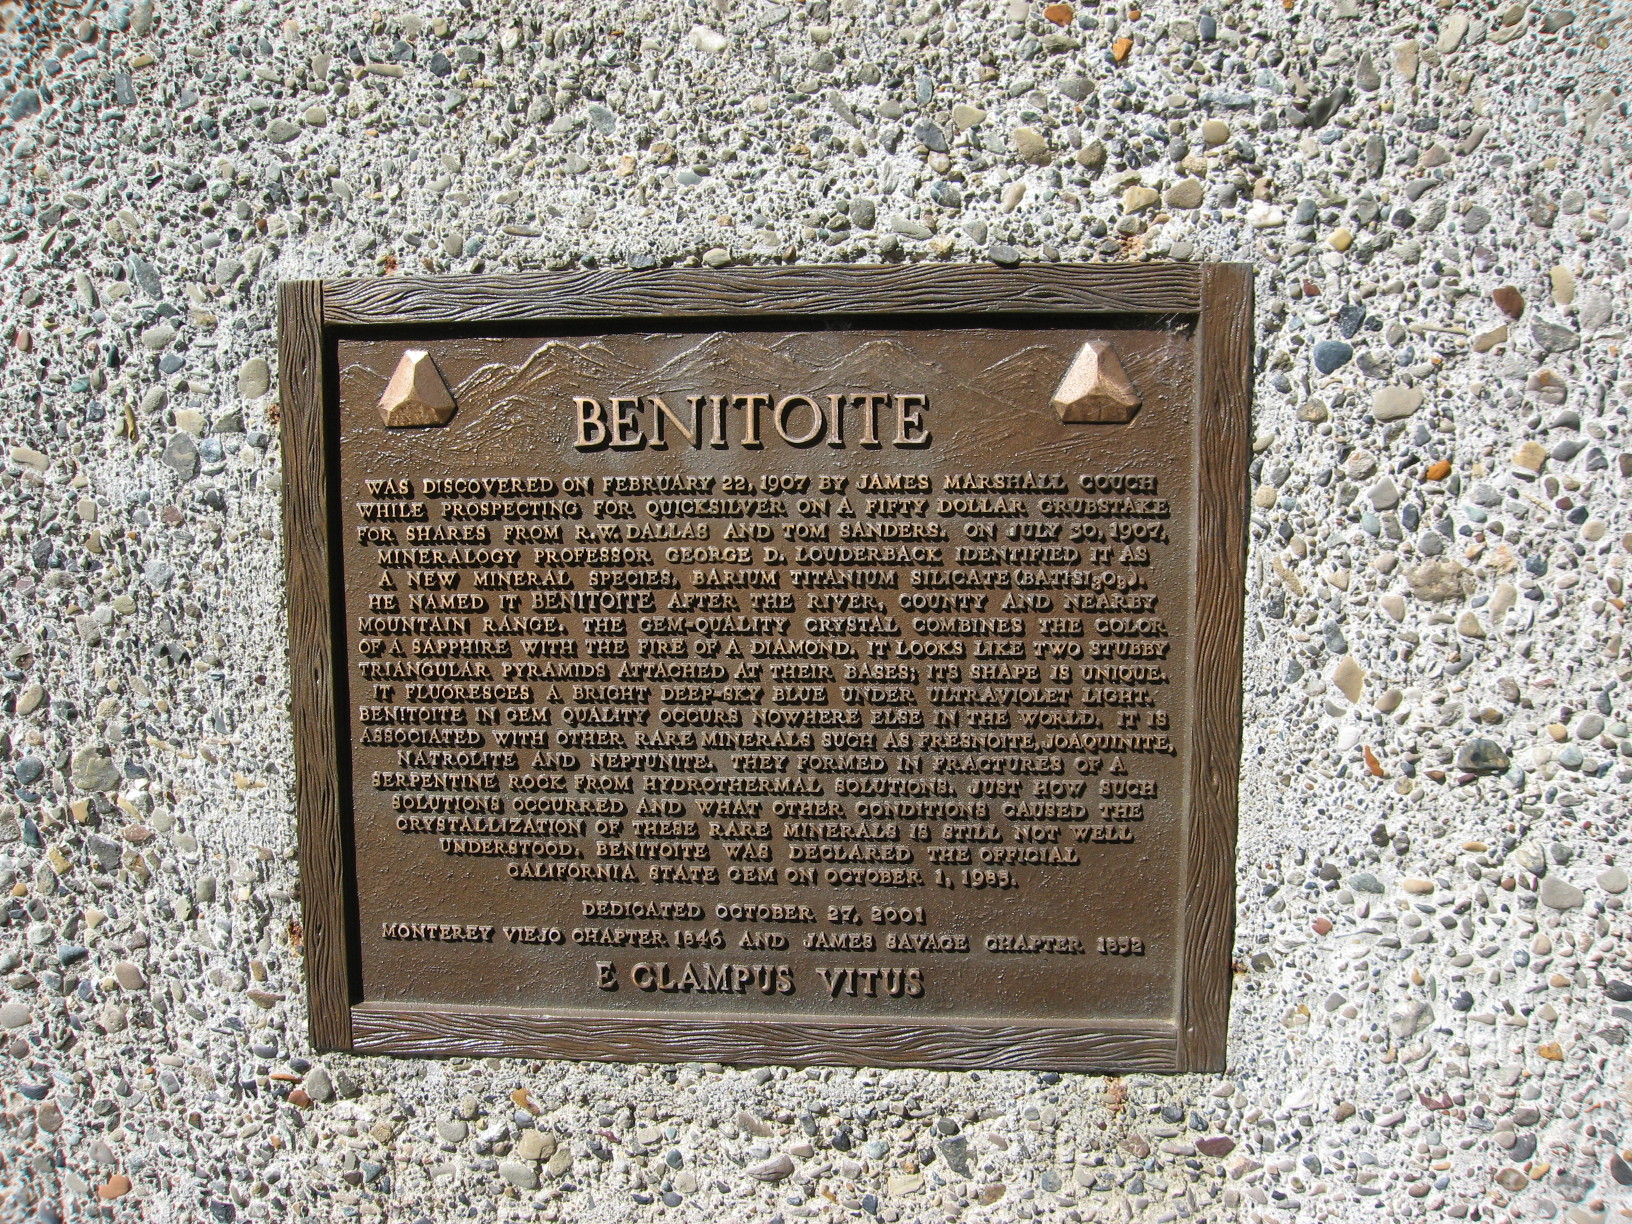 BENITOITE
WAS DISCOVERED ON FEBRUARY 22, 1907 BY JAMES MARSHALL COUCH
WHILE PROSPECTING FOR QUICKSILVER ON A FIFTY DOLLAR GRUBSTAKE
FOR SHARES FROM R.W. DALLAS AND TOM SANDERS. ON JULY 30, 1907,
MINERALOGY PROFESSOR GEORGE D. LOUDERBACK IDENTIFIED IT AS
A NEW MINERAL SPECIES, BARIUM TITANIUM SILICATE (BATISI₃O₉).
HE NAMED IT BENITOITE AFTER THE RIVER, COUNTY AND NEARBY
MOUNTAIN RANGE. THE GEM-QUALITY CRYSTAL COMBINES THE COLOR
OF A SAPPHIRE WITH THE FIRE OF A DIAMOND. IT LOOKS LIKE TWO STUBBY
TRIANGULAR PYRAMIDS ATTACHED AT THEIR BASES; ITS SHAPE IS UNIQUE.
IT FLUORESCES A BRIGHT DEEP-SKY BLUE UNDER ULTRAVIOLET LIGHT.
BENITOITE IN GEM QUALITY OCCURS NOWHERE ELSE IN THE WORLD. IT IS
ASSOCIATED WITH OTHER RARE MINERALS SUCH AS FRESNOITE, JOAQUINITE,
NATROLITE AND NEPTUNITE. THEY FORMED IN FRACTURES OF A
SERPENTINE ROCK FROM HYDROTHERMAL SOLUTIONS. JUST HOW SUCH
SOLUTIONS OCCURRED AND WHAT OTHER CONDITIONS CAUSED THE
CRYSTALLIZATION OF THESE RARE MINERALS IS STILL NOT WELL
UNDERSTOOD. BENITOITE WAS DECLARED THE OFFICIAL
CALIFORNIA STATE GEM ON OCTOBER 1, 1985.
DEDICATED OCTOBER 27, 2001
MONTEREY VIEJO CHAPTER 1846 AND JAMES SAVAGE CHAPTER 1852
E CLAMPUS VITUS